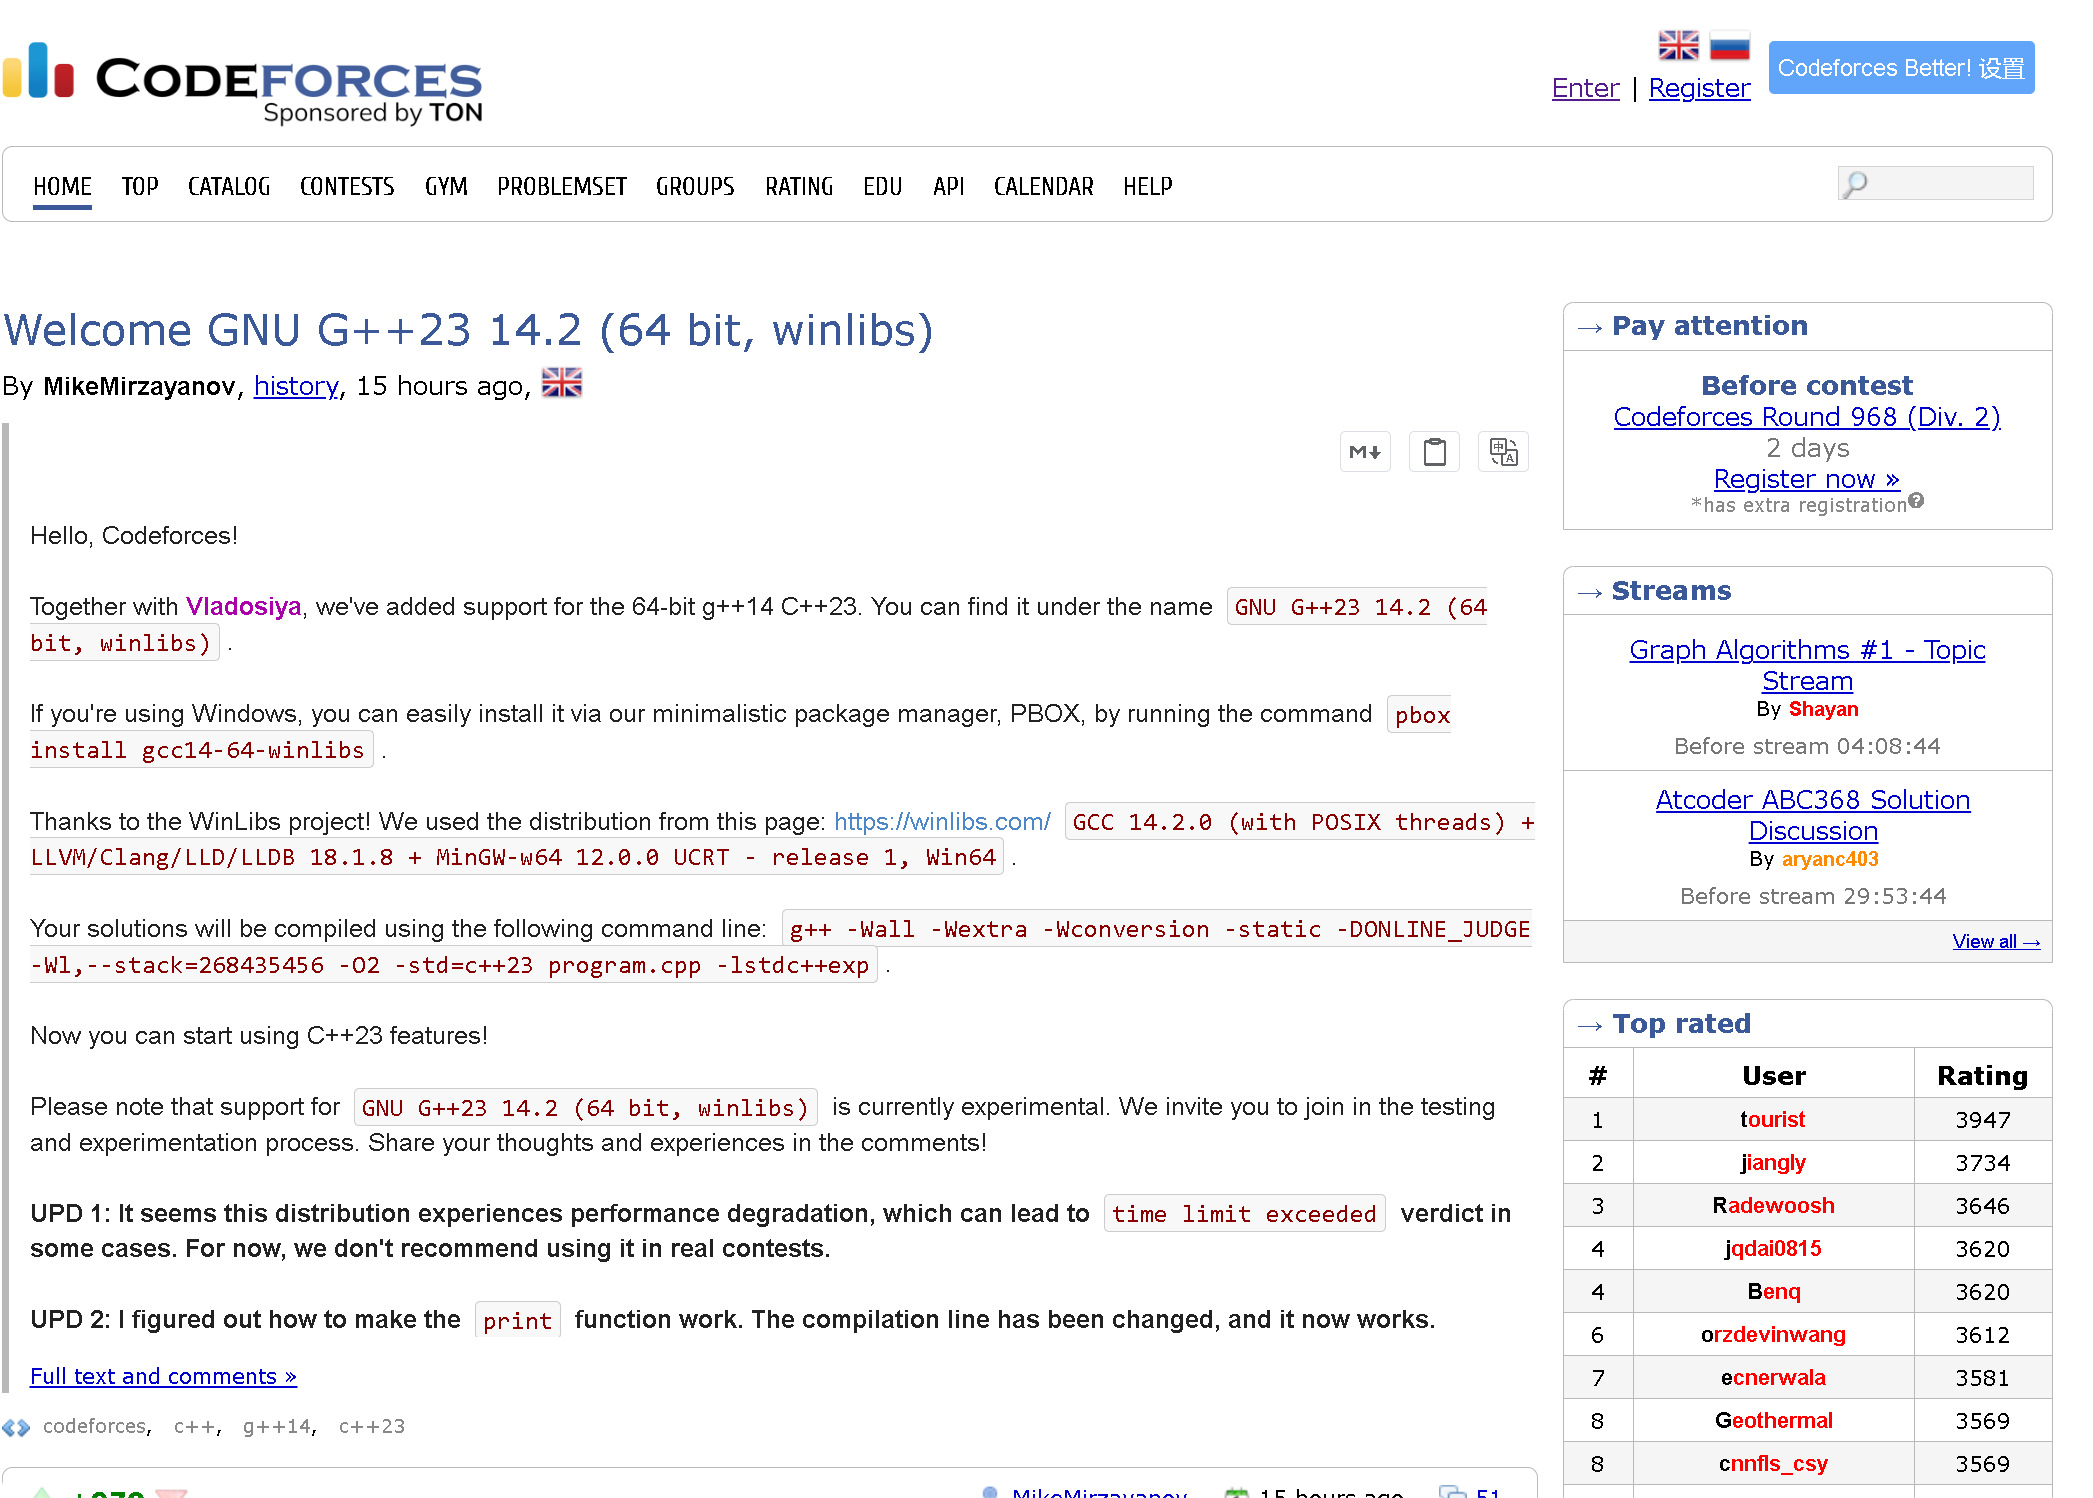 CODEFORCES
Sponsored by TON
Enter | Register
Codeforces Better! 设置
HOME TOP CATALOG CONTESTS GYM PROBLEMSET GROUPS RATING EDU API CALENDAR HELP
Welcome GNU G++23 14.2 (64 bit, winlibs)
By MikeMirzayanov, history, 15 hours ago,
M
中
A
Hello, Codeforces!
Together with Vladosiya, we've added support for the 64-bit g++14 C++23. You can find it under the name GNU G++23 14.2 (64
bit, winlibs) .
If you're using Windows, you can easily install it via our minimalistic package manager, PBOX, by running the command pbox
install gcc14-64-winlibs .
Thanks to the WinLibs project! We used the distribution from this page: https://winlibs.com/ GCC 14.2.0 (with POSIX threads) +
LLVM/Clang/LLD/LLDB 18.1.8 + MinGW-w64 12.0.0 UCRT - release 1, Win64 .
Your solutions will be compiled using the following command line: g++ -Wall -Wextra -Wconversion -static -DONLINE_JUDGE
-Wl,--stack=268435456 -O2 -std=c++23 program.cpp -lstdc++exp .
Now you can start using C++23 features!
Please note that support for GNU G++23 14.2 (64 bit, winlibs) is currently experimental. We invite you to join in the testing
and experimentation process. Share your thoughts and experiences in the comments!
UPD 1: It seems this distribution experiences performance degradation, which can lead to time limit exceeded verdict in
some cases. For now, we don't recommend using it in real contests.
UPD 2: I figured out how to make the print function work. The compilation line has been changed, and it now works.
Full text and comments »
codeforces, c++, g++14, c++23
MikeMirzayanov 15 hours ago 51
→ Pay attention
Before contest
Codeforces Round 968 (Div. 2)
2 days
Register now »
*has extra registration?
→ Streams
Graph Algorithms #1 - Topic
Stream
By Shayan
Before stream 04:08:44
Atcoder ABC368 Solution
Discussion
By aryanc403
Before stream 29:53:44
View all →
→ Top rated
# User Rating
1 tourist 3947
2 jiangly 3734
3 Radewoosh 3646
4 jqdai0815 3620
4 Benq 3620
6 orzdevinwang 3612
7 ecnerwala 3581
8 Geothermal 3569
8 cnnfls_csy 3569